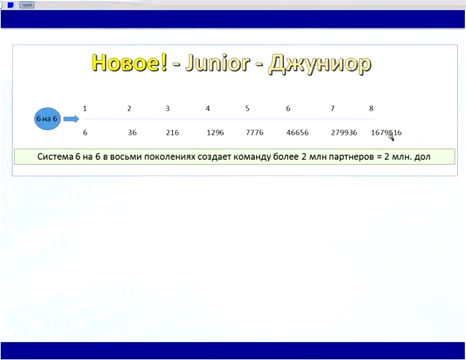 Новое! - Junior - Джуниор
1 2 3 4 5 6 7 8
6 на 6
6 36 216 1296 7776 46656 279936 1679616
Система 6 на 6 в восьми поколениях создает команду более 2 млн партнеров = 2 млн. дол